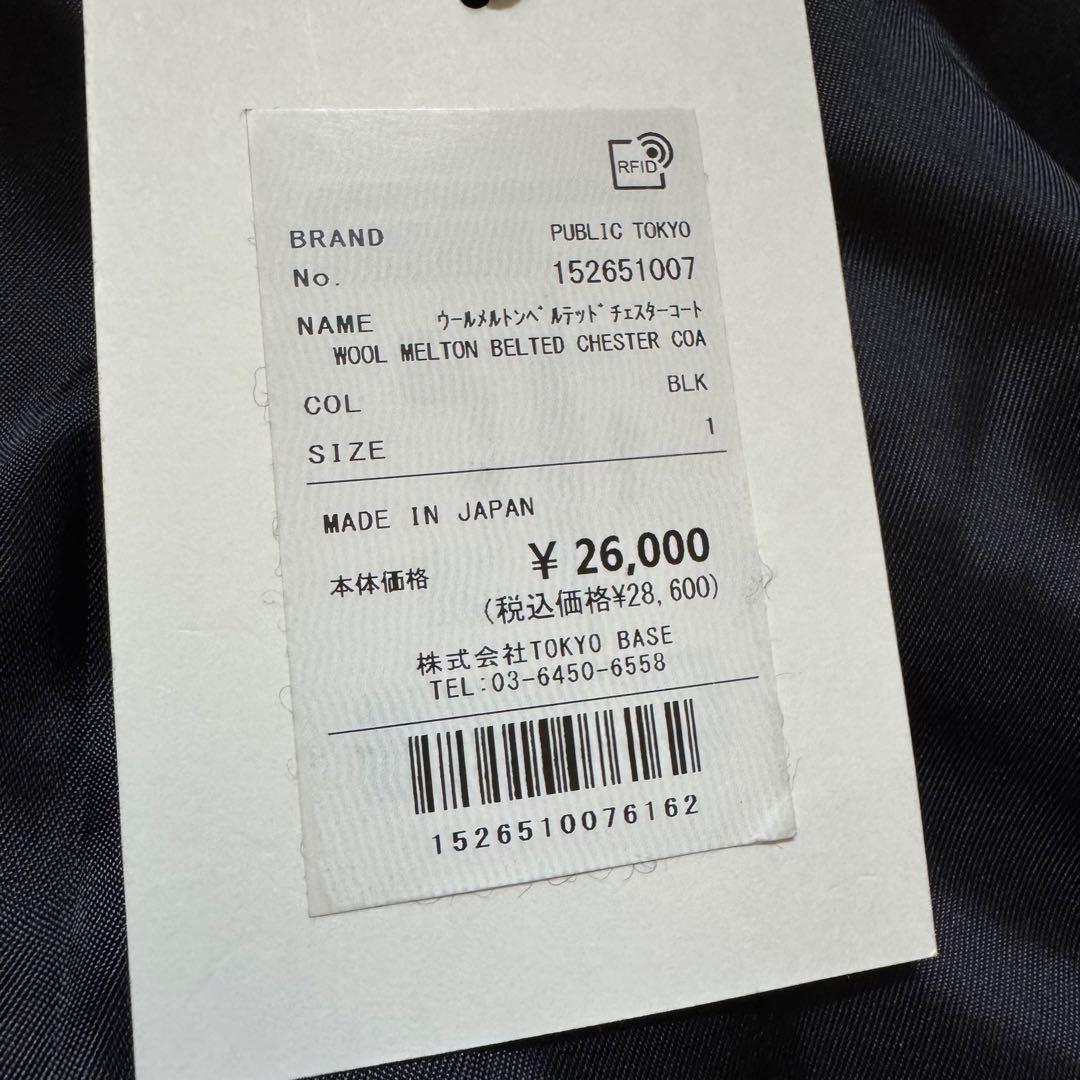 RFID
BRAND PUBLIC TOKYO
No. 152651007
NAME ウールメルトンベルテッドチェスターコート
WOOL MELTON BELTED CHESTER COA
COL BLK
SIZE 1
MADE IN JAPAN
本体価格 ¥ 26,000
(税込価格¥28,600)
株式会社TOKYO BASE
TEL:03-6450-6558
1526510076162